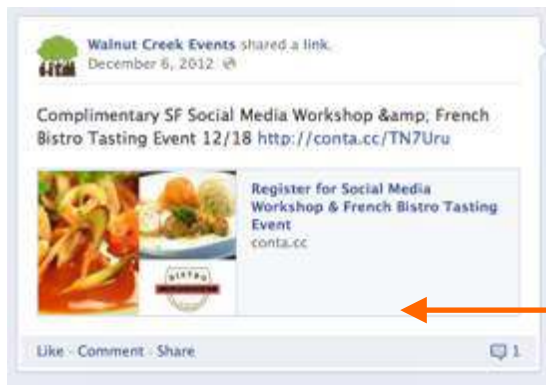 Walnut Creek Events shared a link.
December 6, 2012
Complimentary SF Social Media Workshop &amp; French
Bistro Tasting Event 12/18 http://conta.cc/TN7Uru
Register for Social Media
Workshop & French Bistro Tasting
Event
conta.cc
BISTRO
Like · Comment · Share
1